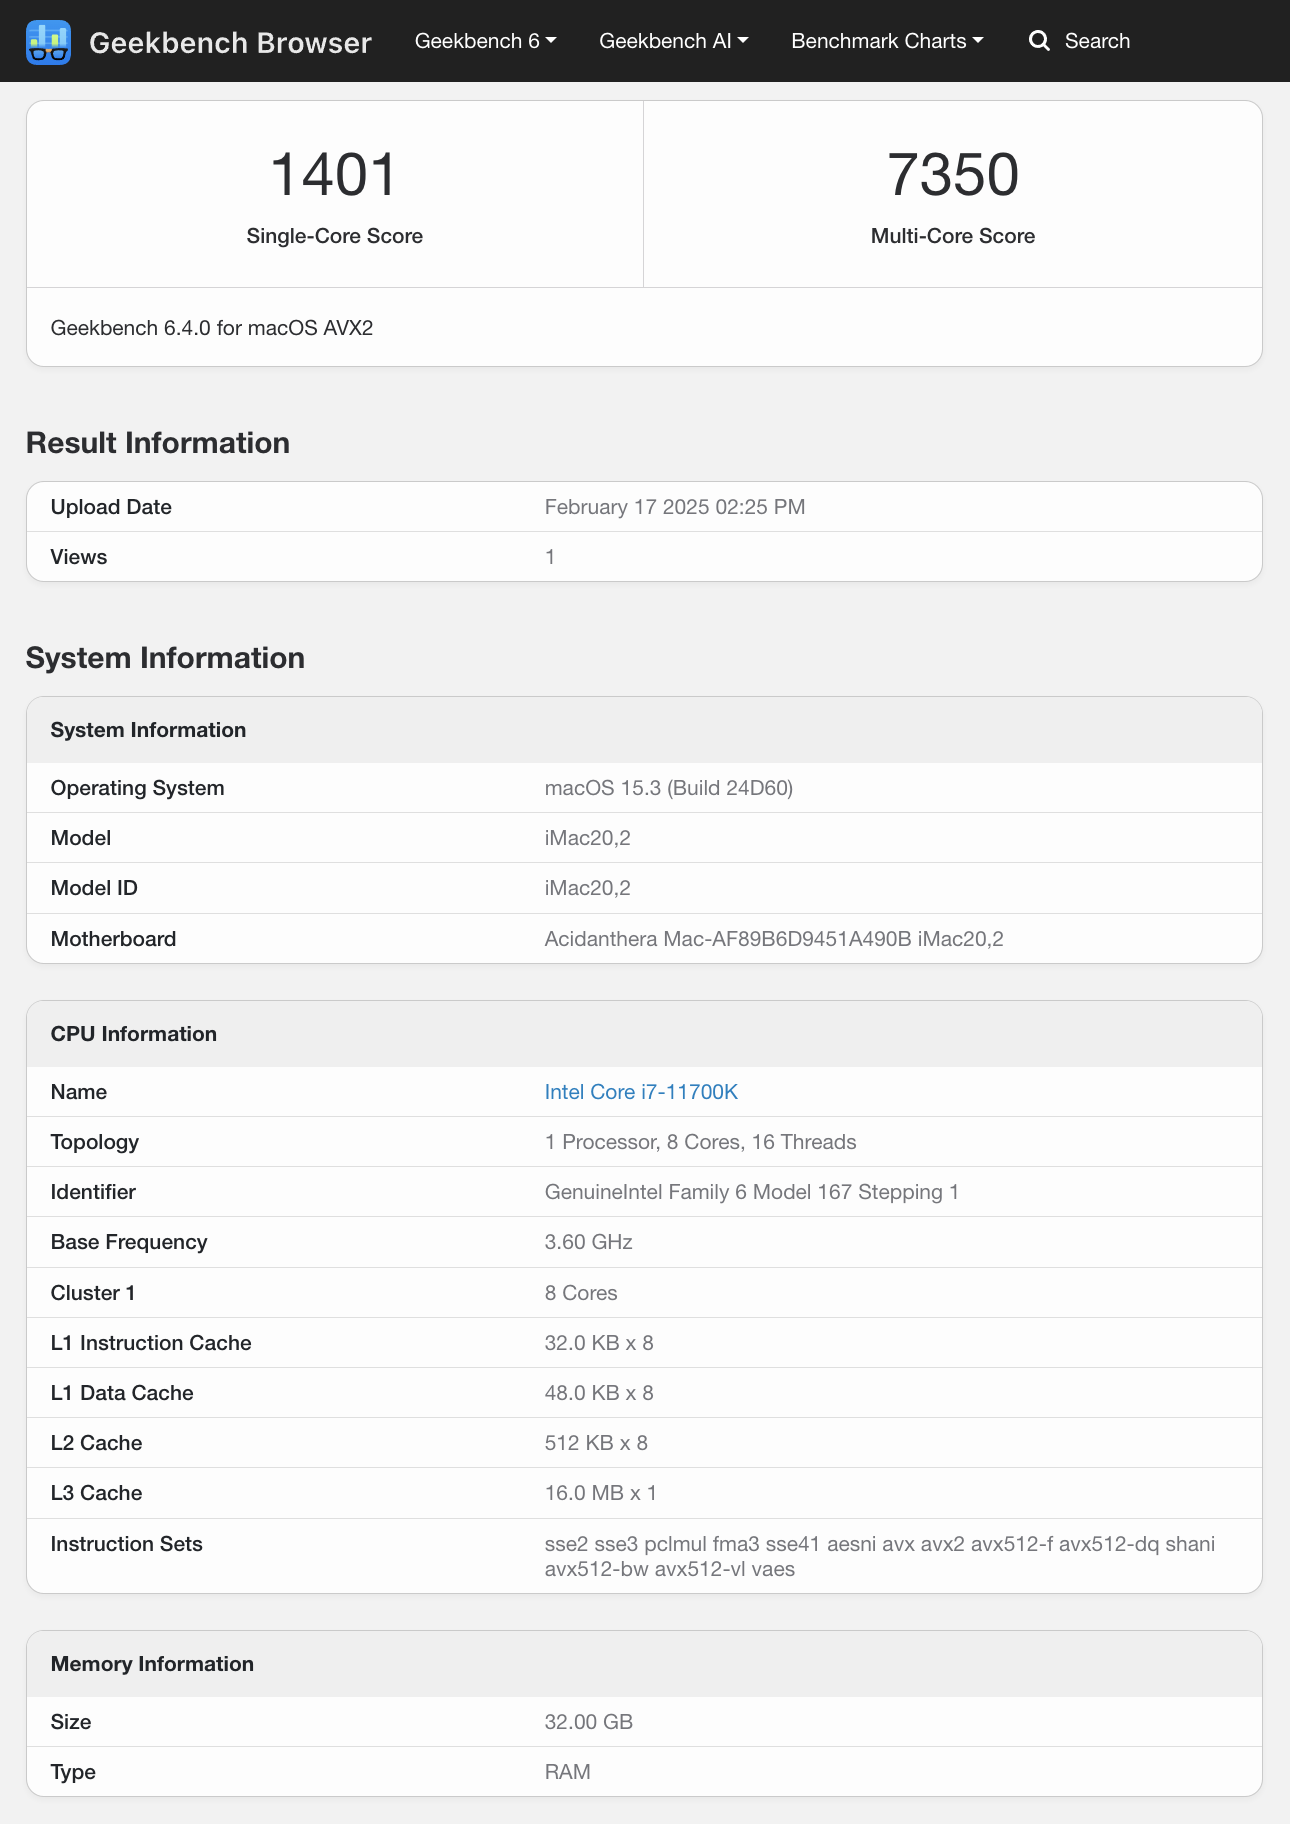 Geekbench Browser Geekbench 6 Geekbench AI Benchmark Charts Search
1401 7350
Single-Core Score Multi-Core Score
Geekbench 6.4.0 for macOS AVX2
Result Information
Upload Date February 17 2025 02:25 PM
Views 1
System Information
System Information
Operating System macOS 15.3 (Build 24D60)
Model iMac20,2
Model ID iMac20,2
Motherboard Acidanthera Mac-AF89B6D9451A490B iMac20,2
CPU Information
Name Intel Core i7-11700K
Topology 1 Processor, 8 Cores, 16 Threads
Identifier GenuineIntel Family 6 Model 167 Stepping 1
Base Frequency 3.60 GHz
Cluster 1 8 Cores
L1 Instruction Cache 32.0 KB x 8
L1 Data Cache 48.0 KB x 8
L2 Cache 512 KB x 8
L3 Cache 16.0 MB x 1
Instruction Sets sse2 sse3 pclmul fma3 sse41 aesni avx avx2 avx512-f avx512-dq shani
avx512-bw avx512-vl vaes
Memory Information
Size 32.00 GB
Type RAM